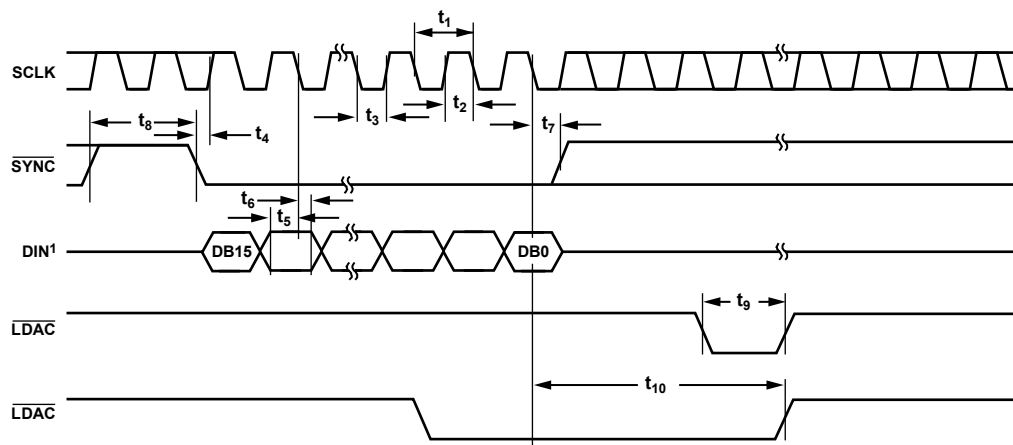 t1
SCLK
t2
t3
t8
t4
t7
SYNC
t6
t5
DIN1
DB15
DB0
t9
LDAC
t10
LDAC